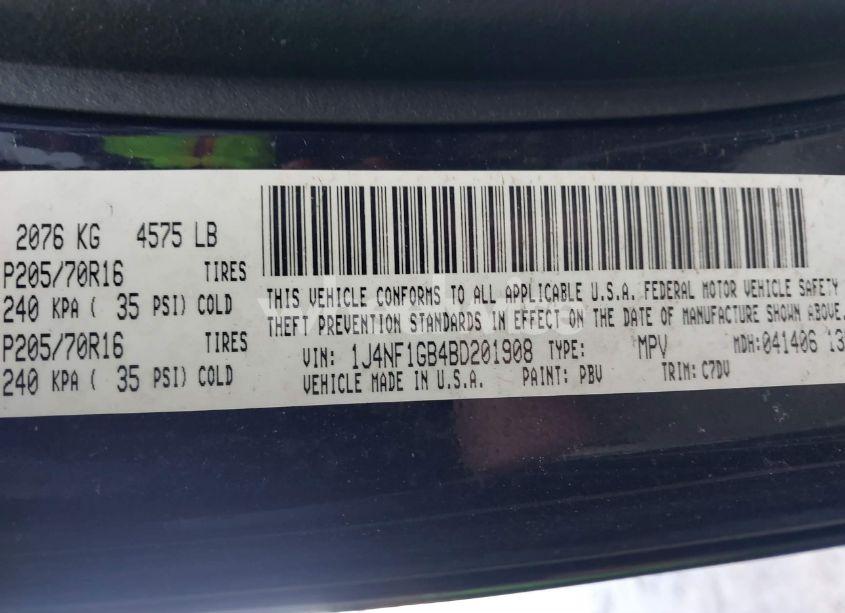 2076 KG 4575 LB
P205/70R16 TIRES
240 KPA ( 35 PSI) COLD
P205/70R16 TIRES
240 KPA ( 35 PSI) COLD
THIS VEHICLE CONFORMS TO ALL APPLICABLE U.S.A. FEDERAL MOTOR VEHICLE SAFETY
THEFT PREVENTION STANDARDS IN EFFECT ON THE DATE OF MANUFACTURE SHOWN ABOVE.
VIN: 1J4NF1GB4BD201908 TYPE: MPV MDH: 041406 13
VEHICLE MADE IN U.S.A. PAINT: PBV TRIM: C7DV